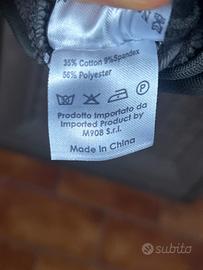 35% Cotton 9%Spandex
56% Polyester
P
Prodotto Importato da
Imported Product by
M908 S.r.l.
Made in China
subito